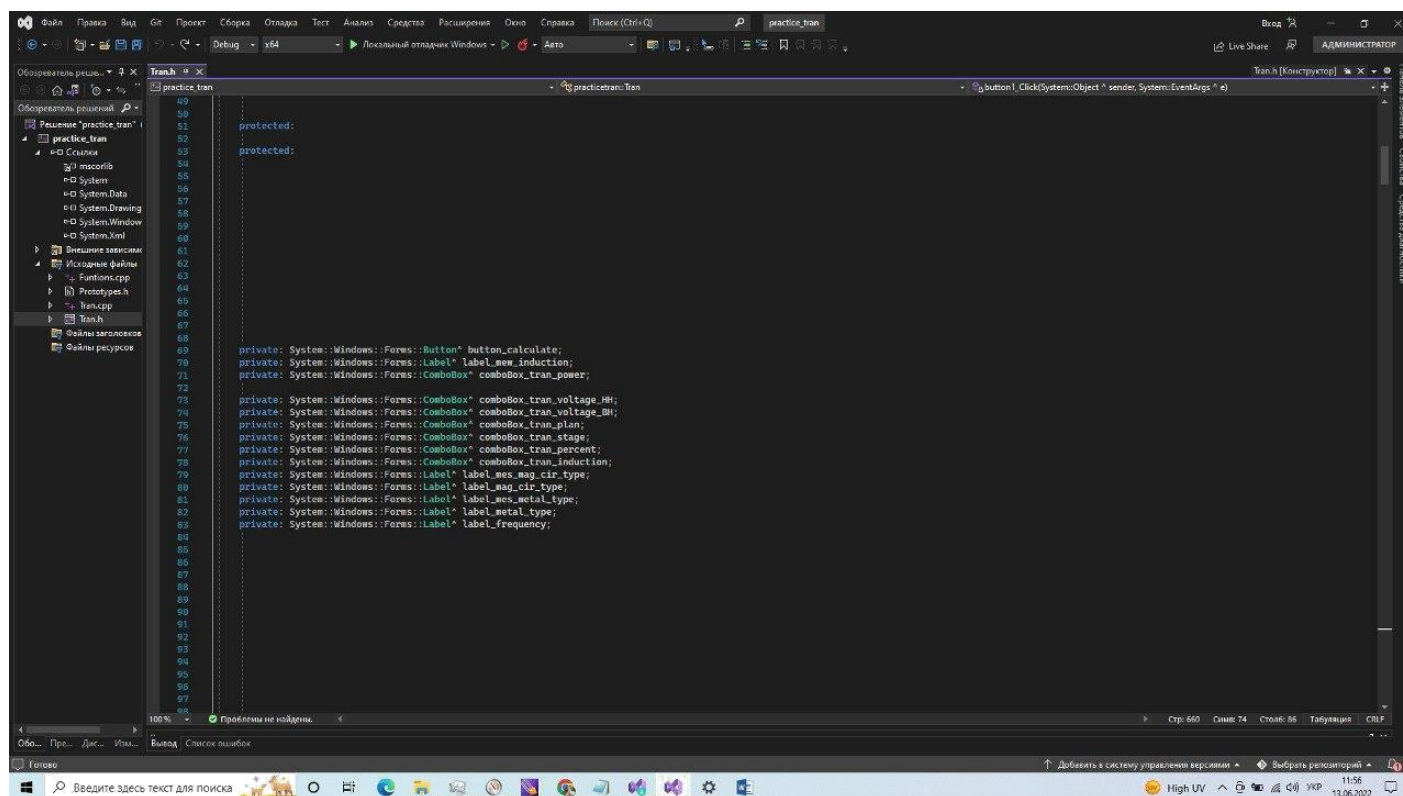 Файл Правка Вид Git Проект Сборка Отладка Тест Анализ Средства Расширения Окно Справка Поиск (Ctrl+Q) practice_tran Вход
Debug x64 Локальный отладчик Windows Авто Live Share АДМИНИСТРАТОР
Обозреватель реше... Tran.h Tran.h [Конструктор]
practice_tran practicetran::Tran button1_Click(System::Object ^ sender, System::EventArgs ^ e)
Обозреватель решений
Решение "practice_tran"
practice_tran
Ссылки
mscorlib
System
System.Data
System.Drawing
System.Window
System.Xml
Внешние зависимо
Исходные файлы
Funtions.cpp
Prototypes.h
Tran.cpp
Tran.h
Файлы заголовков
Файлы ресурсов
49
50
51 protected:
52
53 protected:
54
55
56
57
58
59
60
61
62
63
64
65
66
67
68
69 private: System::Windows::Forms::Button^ button_calculate;
70 private: System::Windows::Forms::Label^ label_mew_induction;
71 private: System::Windows::Forms::ComboBox^ comboBox_tran_power;
72
73 private: System::Windows::Forms::ComboBox^ comboBox_tran_voltage_HH;
74 private: System::Windows::Forms::ComboBox^ comboBox_tran_voltage_BH;
75 private: System::Windows::Forms::ComboBox^ comboBox_tran_plan;
76 private: System::Windows::Forms::ComboBox^ comboBox_tran_stage;
77 private: System::Windows::Forms::ComboBox^ comboBox_tran_percent;
78 private: System::Windows::Forms::ComboBox^ comboBox_tran_induction;
79 private: System::Windows::Forms::Label^ label_mes_mag_cir_type;
80 private: System::Windows::Forms::Label^ label_mag_cir_type;
81 private: System::Windows::Forms::Label^ label_mes_metal_type;
82 private: System::Windows::Forms::Label^ label_metal_type;
83 private: System::Windows::Forms::Label^ label_frequency;
84
85
86
87
88
89
90
91
92
93
94
95
96
97
98
100 % Проблемы не найдены. Стр: 660 Симв: 74 Столб: 86 Табуляция CRLF
Обо... Пре... Дис... Изм... Вывод Список ошибок
Готово Добавить в систему управления версиями Выбрать репозиторий
Введите здесь текст для поиска High UV УКР 11:56
13.06.2022